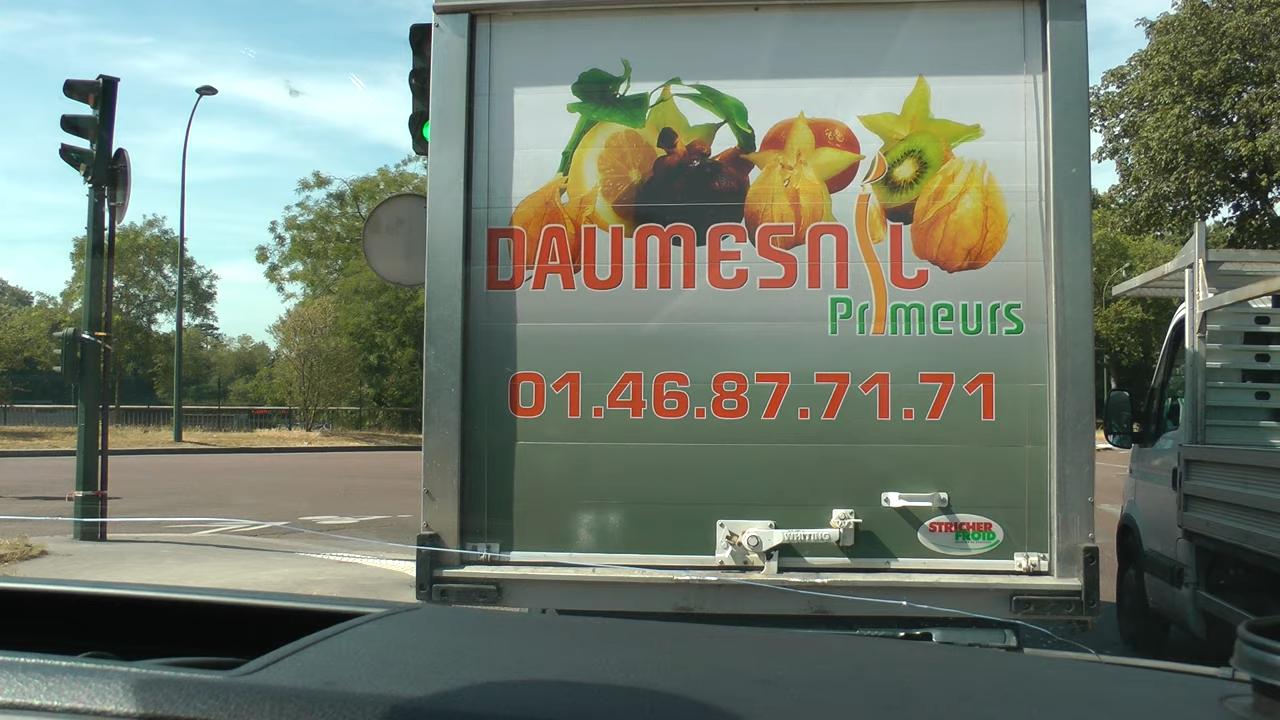 DAUMESNIL
Primeurs
01.46.87.71.71
WHITING
STRICHER
FROID